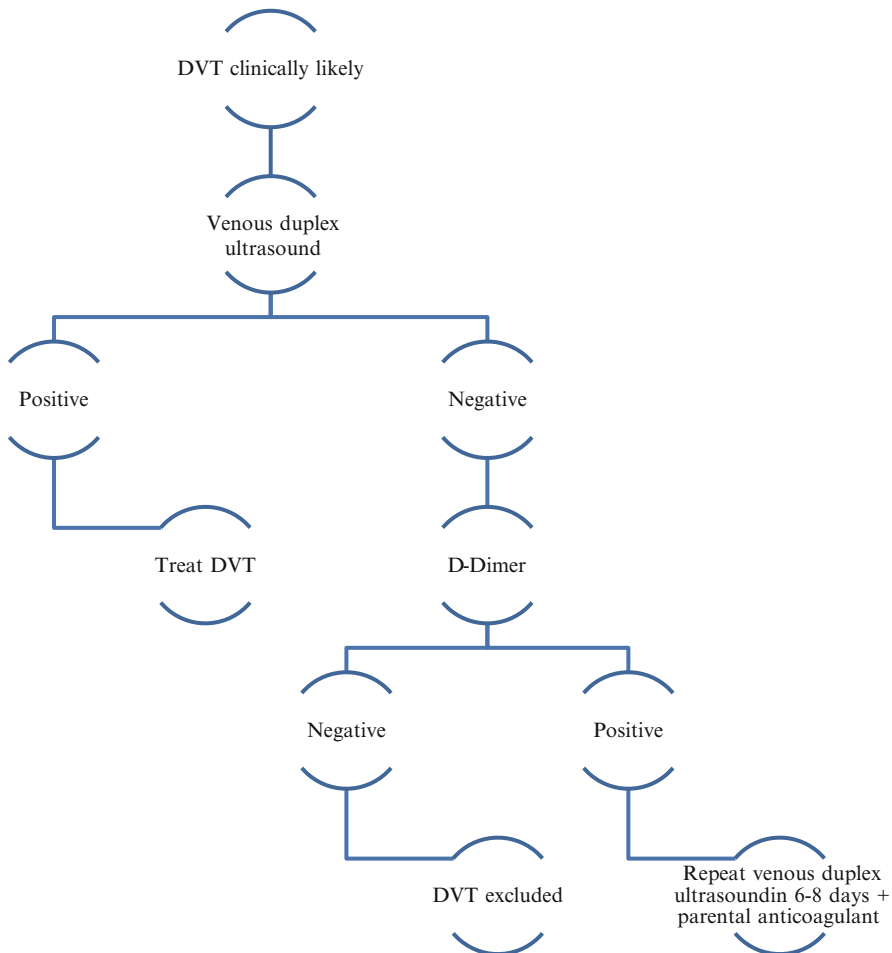 DVT clinically likely
Venous duplex
ultrasound
Positive
Negative
Treat DVT
D-Dimer
Negative
Positive
DVT excluded
Repeat venous duplex
ultrasoundin 6-8 days +
parental anticoagulant